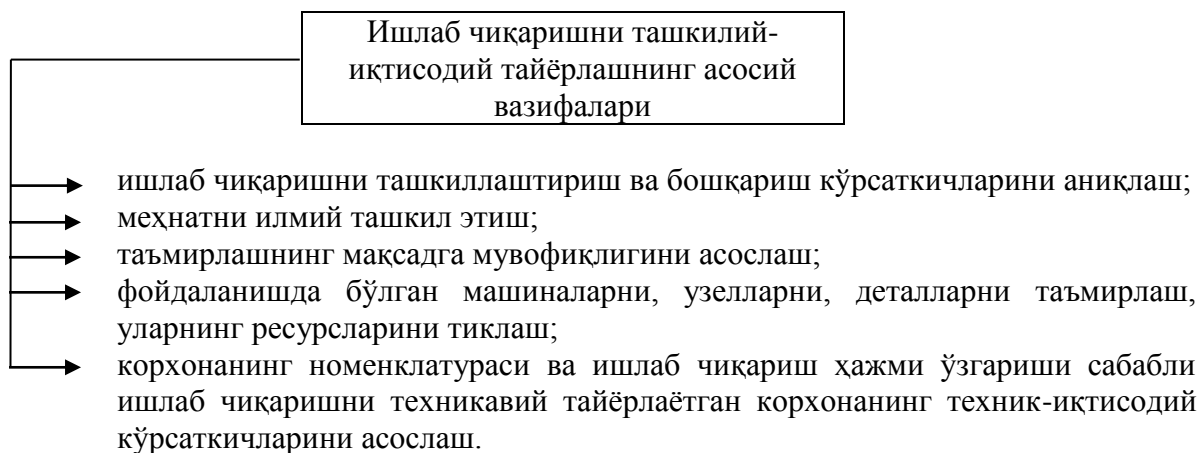 Ишлаб чиқаришни ташкилий-
иқтисодий тайёрлашнинг асосий
вазифалари
ишлаб чиқаришни ташкиллаштириш ва бошқариш кўрсаткичларини аниқлаш;
меҳнатни илмий ташкил этиш;
таъмирлашнинг мақсадга мувофиқлигини асослаш;
фойдаланишда бўлган машиналарни, узелларни, деталларни таъмирлаш,
уларнинг ресурсларини тиклаш;
корхонанинг номенклатураси ва ишлаб чиқариш ҳажми ўзгариши сабабли
ишлаб чиқаришни техникавий тайёрлаётган корхонанинг техник-иқтисодий
кўрсаткичларини асослаш.